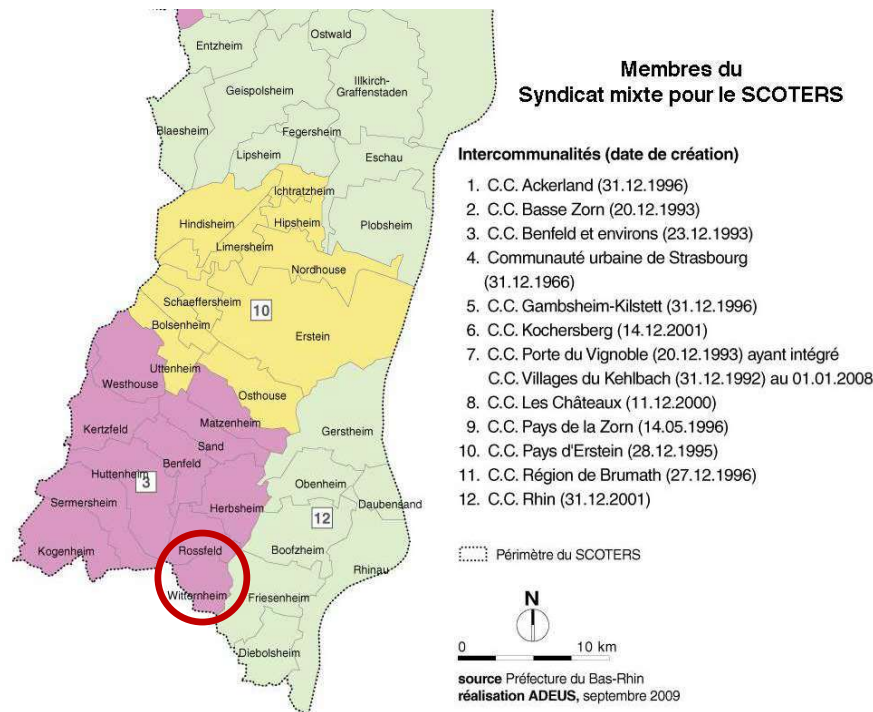 Entzheim
Ostwald
Illkirch-
Graffenstaden
Geispolsheim
Blaesheim
Fegersheim
Lipsheim
Eschau
Ichtratzheim
Plobsheim
Hindisheim
Hipsheim
Limersheim
Nordhouse
Schaeffersheim
10
Bolsenheim
Erstein
Uttenheim
Westhouse
Osthouse
Matzenheim
Gerstheim
Kertzfeld
Sand
Benfeld
Huttenheim
3
Obenheim
Sermersheim
Herbsheim
Daubensand
12
Kogenheim
Rossfeld
Boofzheim
Rhinau
Witternheim
Friesenheim
Diebolsheim
Membres du
Syndicat mixte pour le SCOTERS
Intercommunalités (date de création)
1. C.C. Ackerland (31.12.1996)
2. C.C. Basse Zorn (20.12.1993)
3. C.C. Benfeld et environs (23.12.1993)
4. Communauté urbaine de Strasbourg
(31.12.1966)
5. C.C. Gambsheim-Kilstett (31.12.1996)
6. C.C. Kochersberg (14.12.2001)
7. C.C. Porte du Vignoble (20.12.1993) ayant intégré
C.C. Villages du Kehlbach (31.12.1992) au 01.01.2008
8. C.C. Les Châteaux (11.12.2000)
9. C.C. Pays de la Zorn (14.05.1996)
10. C.C. Pays d'Erstein (28.12.1995)
11. C.C. Région de Brumath (27.12.1996)
12. C.C. Rhin (31.12.2001)
Périmètre du SCOTERS
N
0 10 km
source Préfecture du Bas-Rhin
réalisation ADEUS, septembre 2009